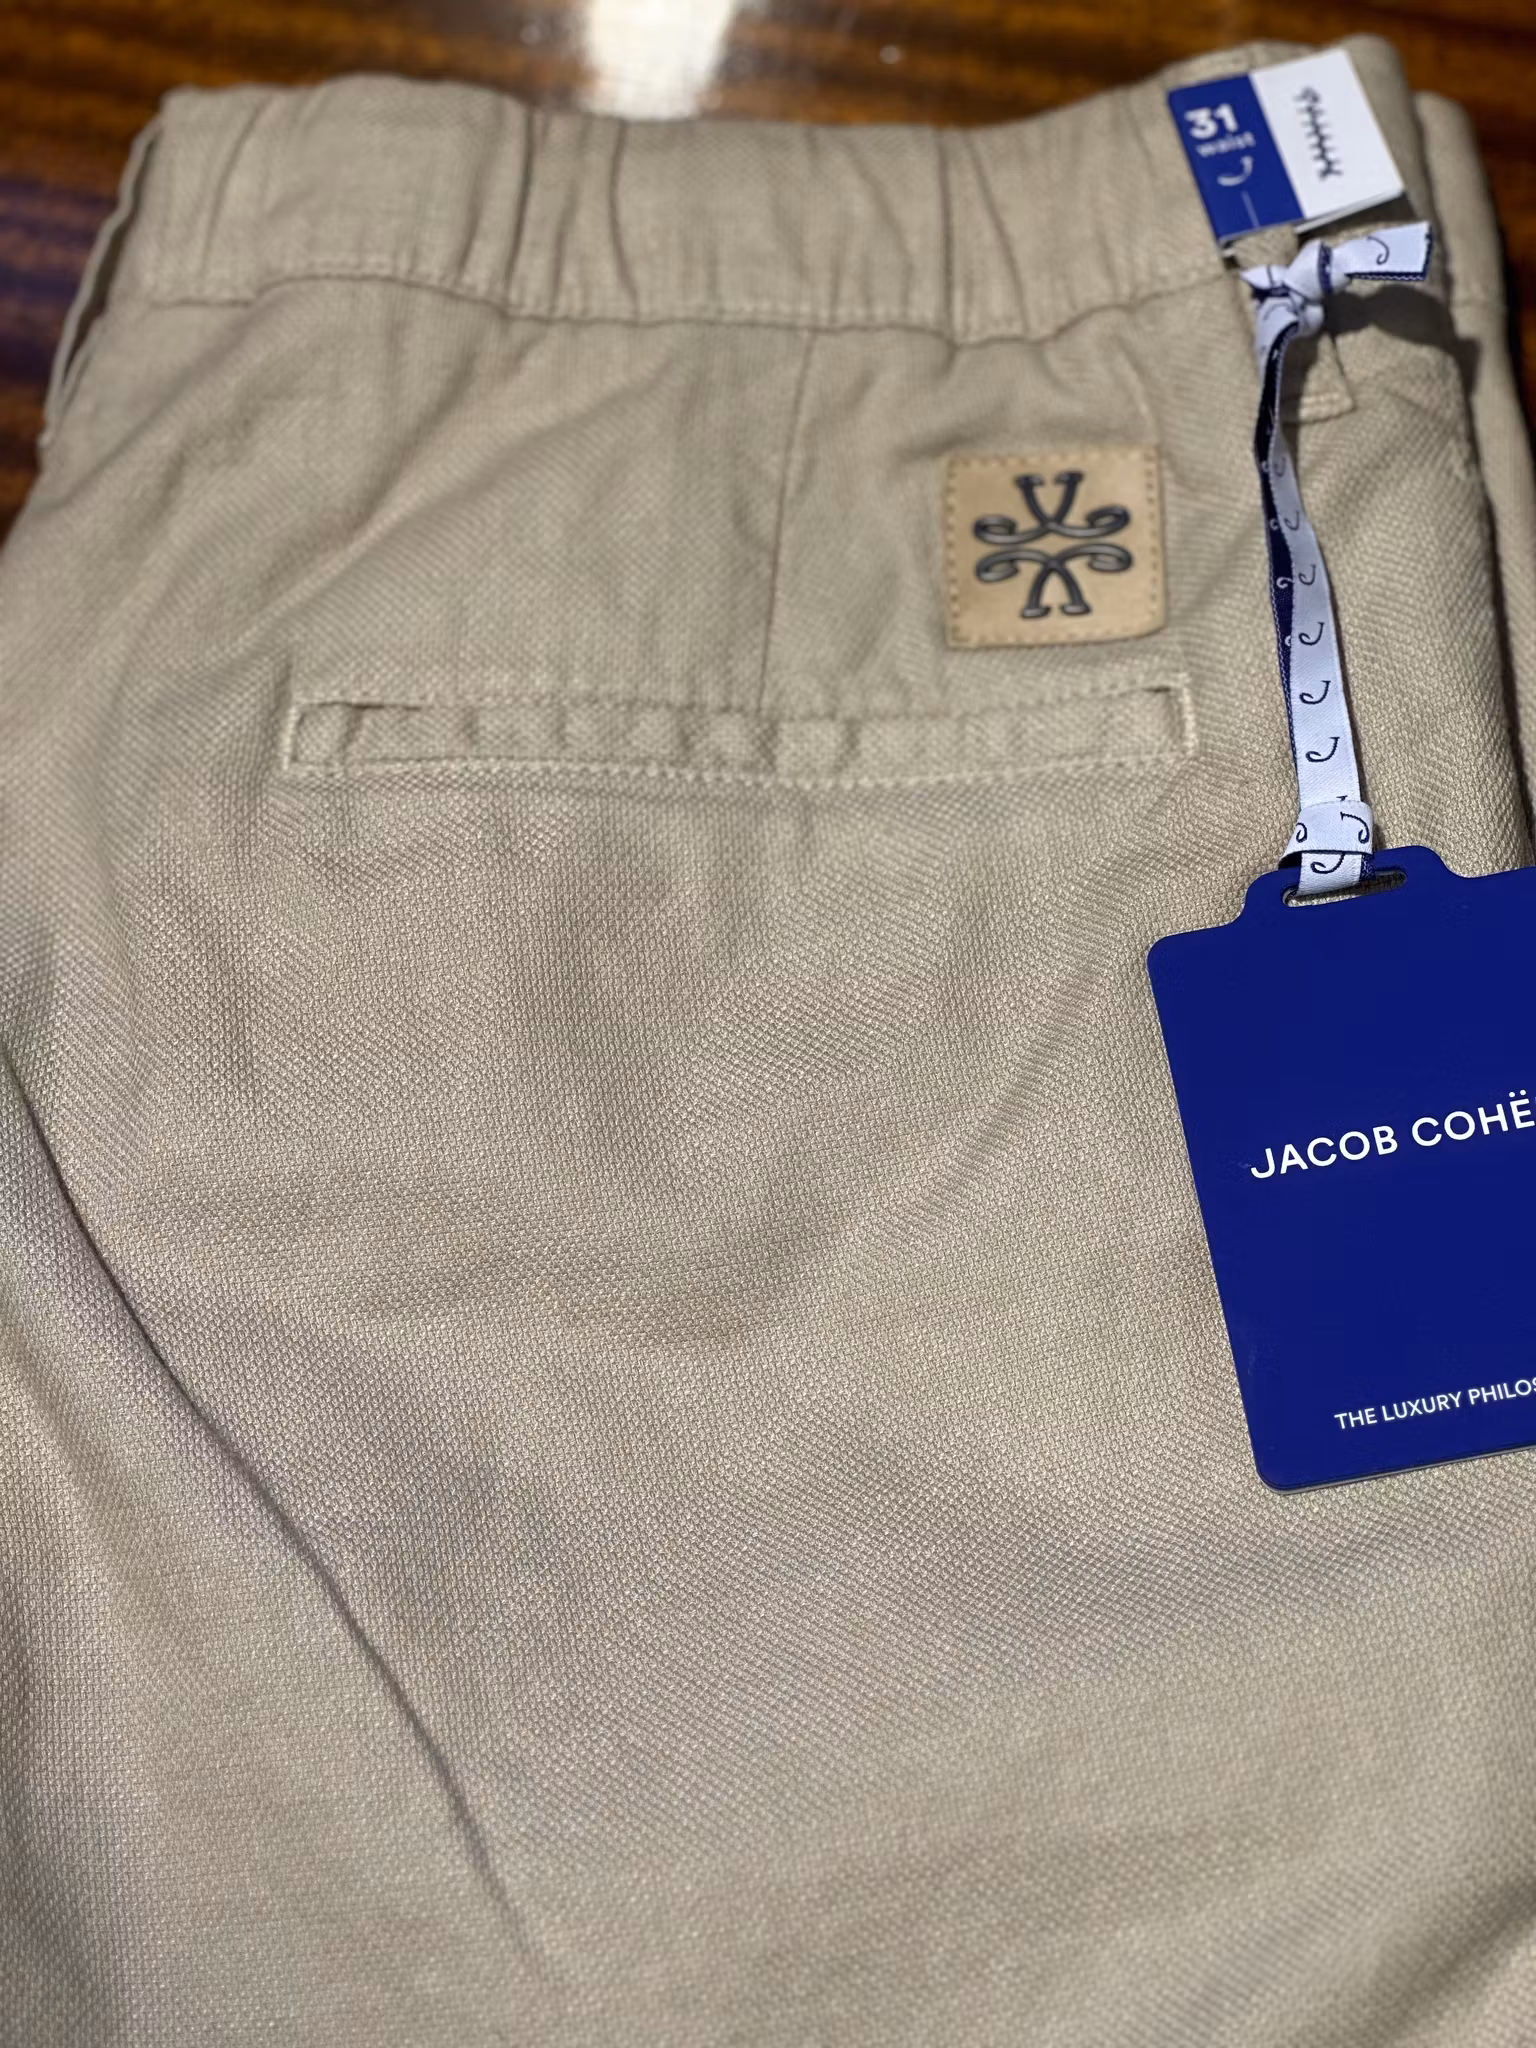 31
waist
JACOB COHË
THE LUXURY PHILOS